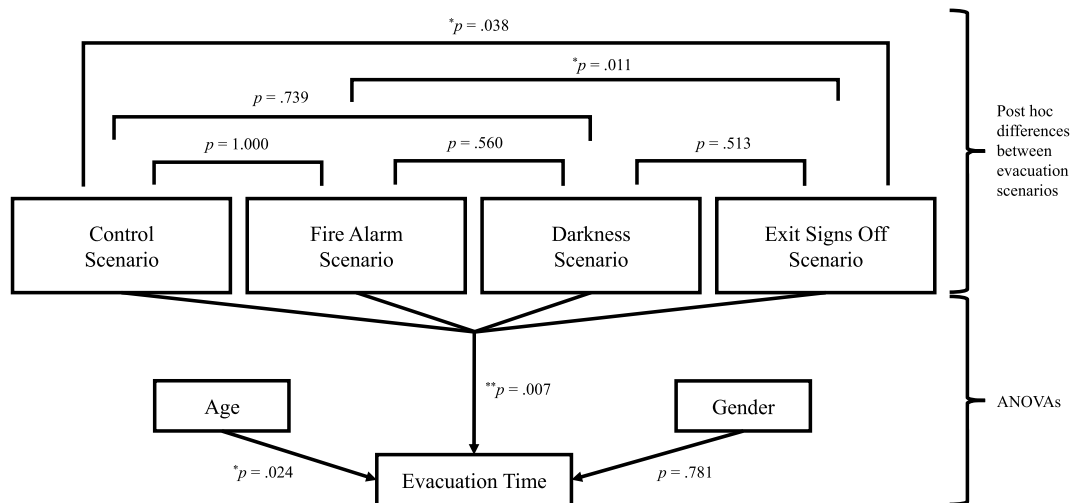 *p = .038
*p = .011
p = .739
p = 1.000
p = .560
p = .513
Post hoc
differences
between
evacuation
scenarios
Control
Scenario
Fire Alarm
Scenario
Darkness
Scenario
Exit Signs Off
Scenario
**p = .007
Age
Gender
ANOVAs
*p = .024
p = .781
Evacuation Time